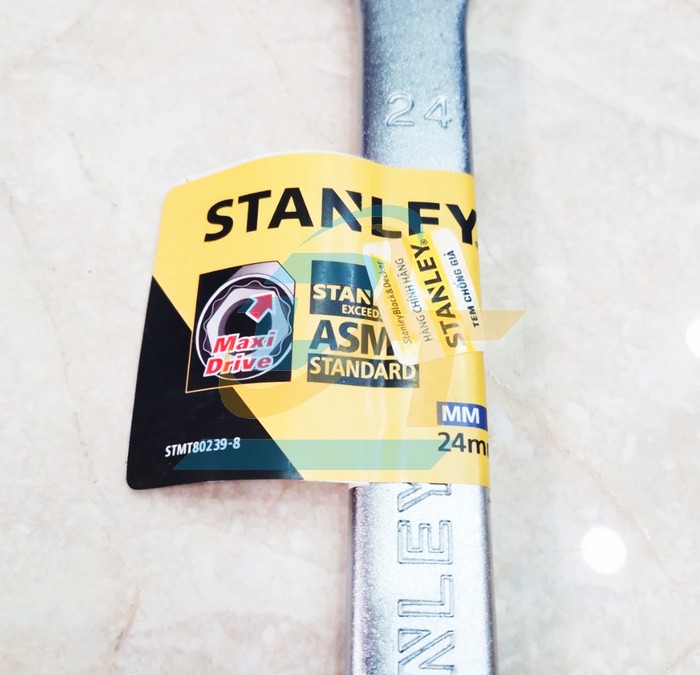 24
STANLEY
STAN
EXCEED
ASM
STANDARD
Maxi
Drive
StanleyBlack&Decker
HÀNG CHÍNH HÃNG
STANLEY®
TEM CHỐNG GIẢ
MM
24m
STMT80239-8
NLEY